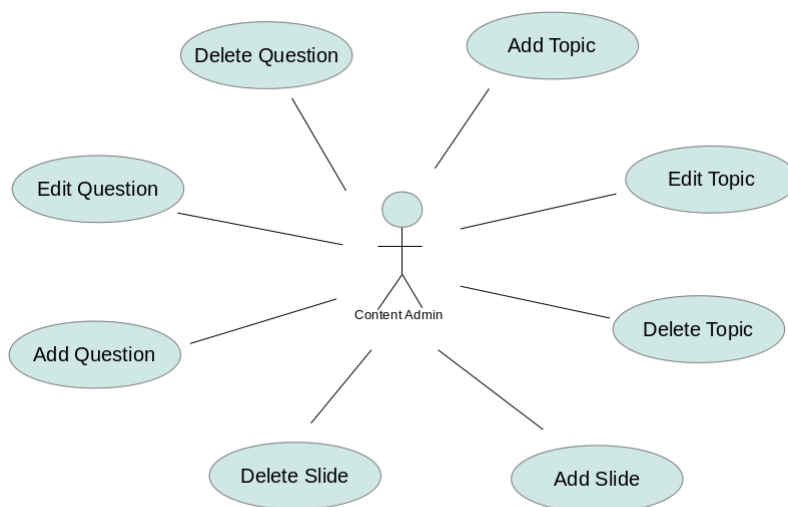 Delete Question
Add Topic
Edit Question
Edit Topic
Content Admin
Add Question
Delete Topic
Delete Slide
Add Slide